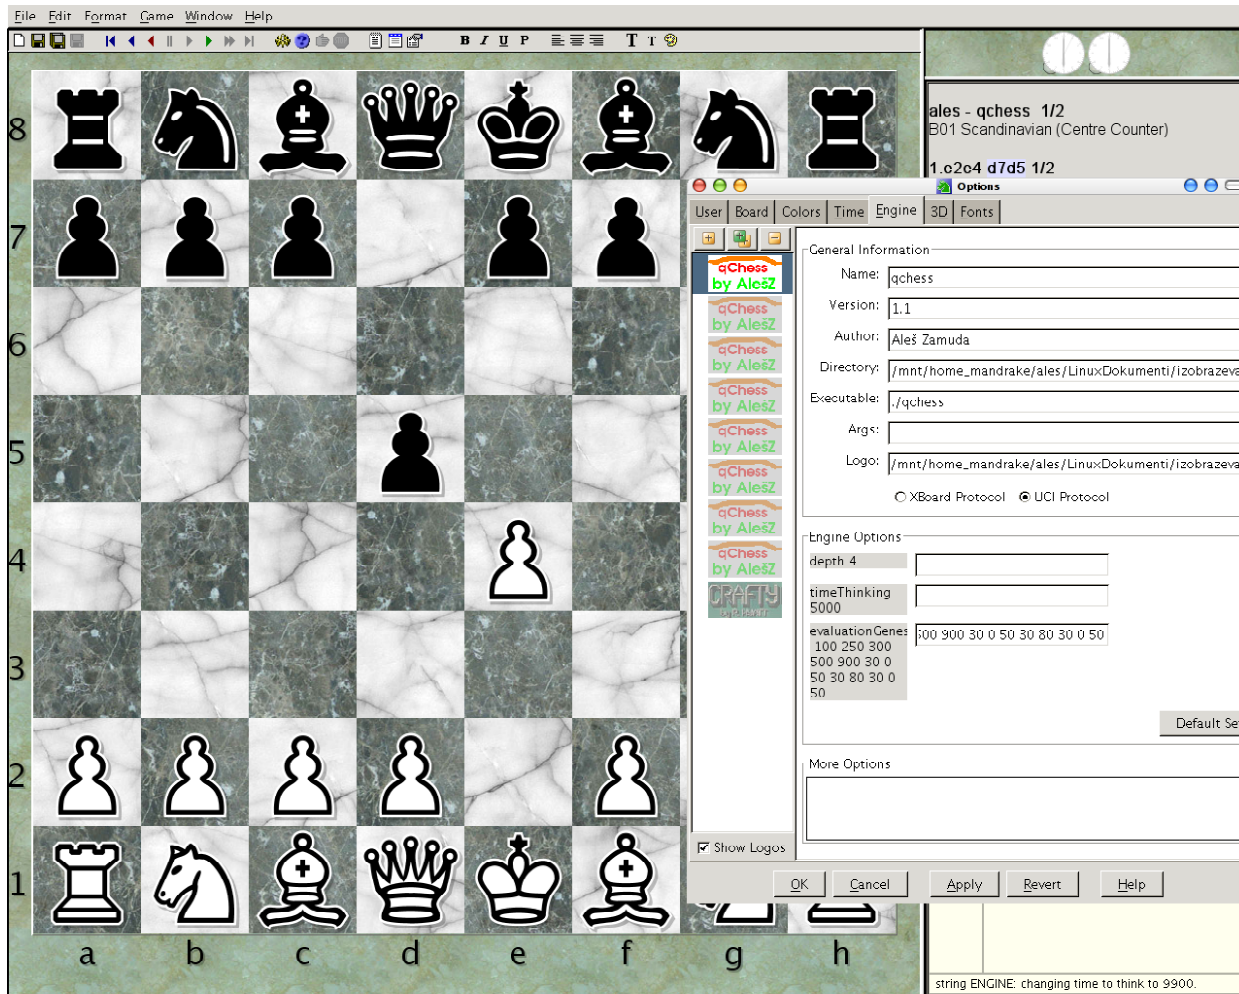 File Edit Format Game Window Help
B I U P T T
8
7
6
5
4
3
2
1
a b c d e f g h
ales - qchess 1/2
B01 Scandinavian (Centre Counter)
1.e2e4 d7d5 1/2
Options
User Board Colors Time Engine 3D Fonts
qChess
by AlešZ
qChess
by AlešZ
qChess
by AlešZ
qChess
by AlešZ
qChess
by AlešZ
qChess
by AlešZ
qChess
by AlešZ
qChess
by AlešZ
CRAFTY
Show Logos
General Information
Name: qchess
Version: 1.1
Author: Aleš Zamuda
Directory: /mnt/home_mandrake/ales/LinuxDokumenti/izobrazeva
Executable: ./qchess
Args:
Logo: /mnt/home_mandrake/ales/LinuxDokumenti/izobrazeva
XBoard Protocol UCI Protocol
Engine Options
depth 4
timeThinking
5000
evaluationGenes
100 250 300
500 900 30 0
50 30 80 30 0
50
500 900 30 0 50 30 80 30 0 50
Default Se
More Options
OK Cancel Apply Revert Help
string ENGINE: changing time to think to 9900.